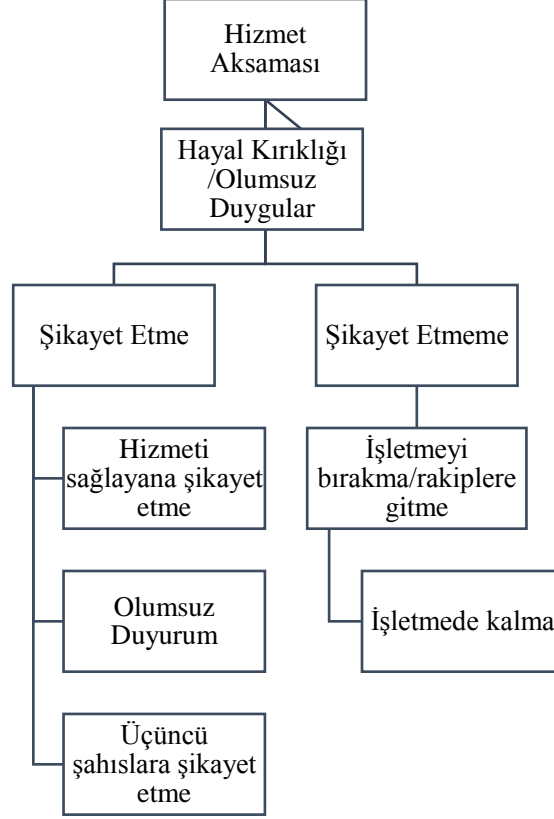 Hizmet
Aksaması
Hayal Kırıklığı
/Olumsuz
Duygular
Şikayet Etme
Şikayet Etmeme
Hizmeti
sağlayana şikayet
etme
İşletmeyi
bırakma/rakiplere
gitme
Olumsuz
Duyurum
İşletmede kalma
Üçüncü
şahıslara şikayet
etme